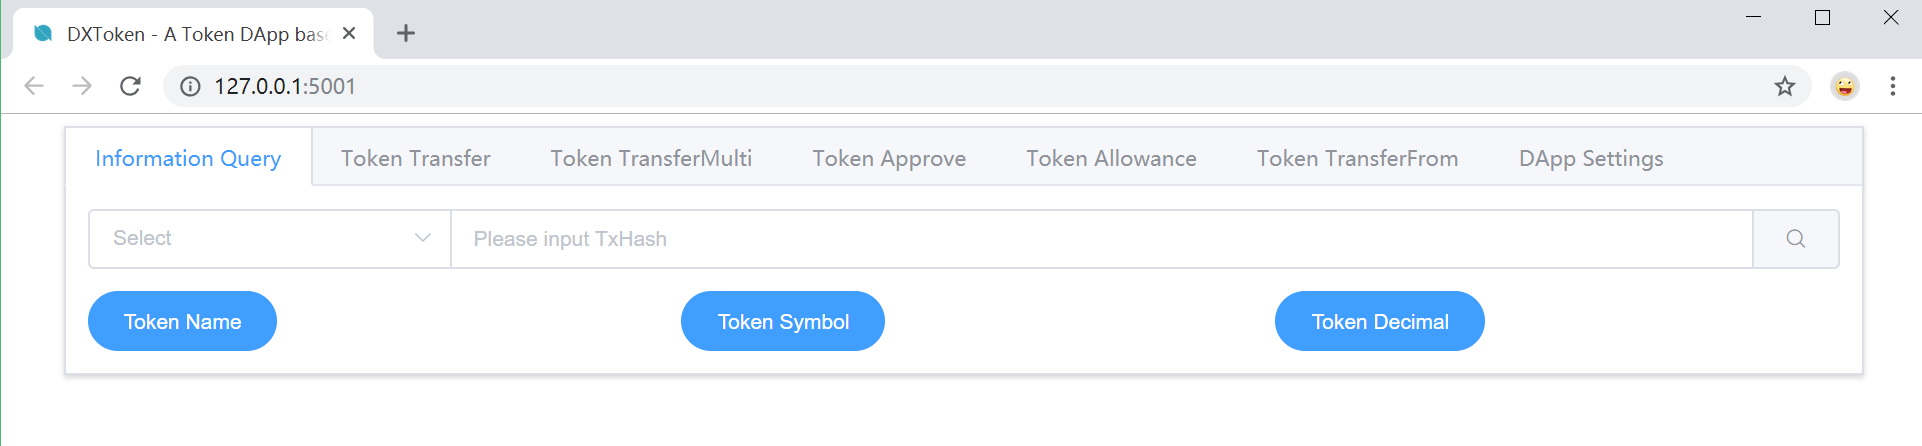 DXToken - A Token DApp bas
127.0.0.1:5001
Information Query Token Transfer Token TransferMulti Token Approve Token Allowance Token TransferFrom DApp Settings
Select Please input TxHash
Token Name Token Symbol Token Decimal